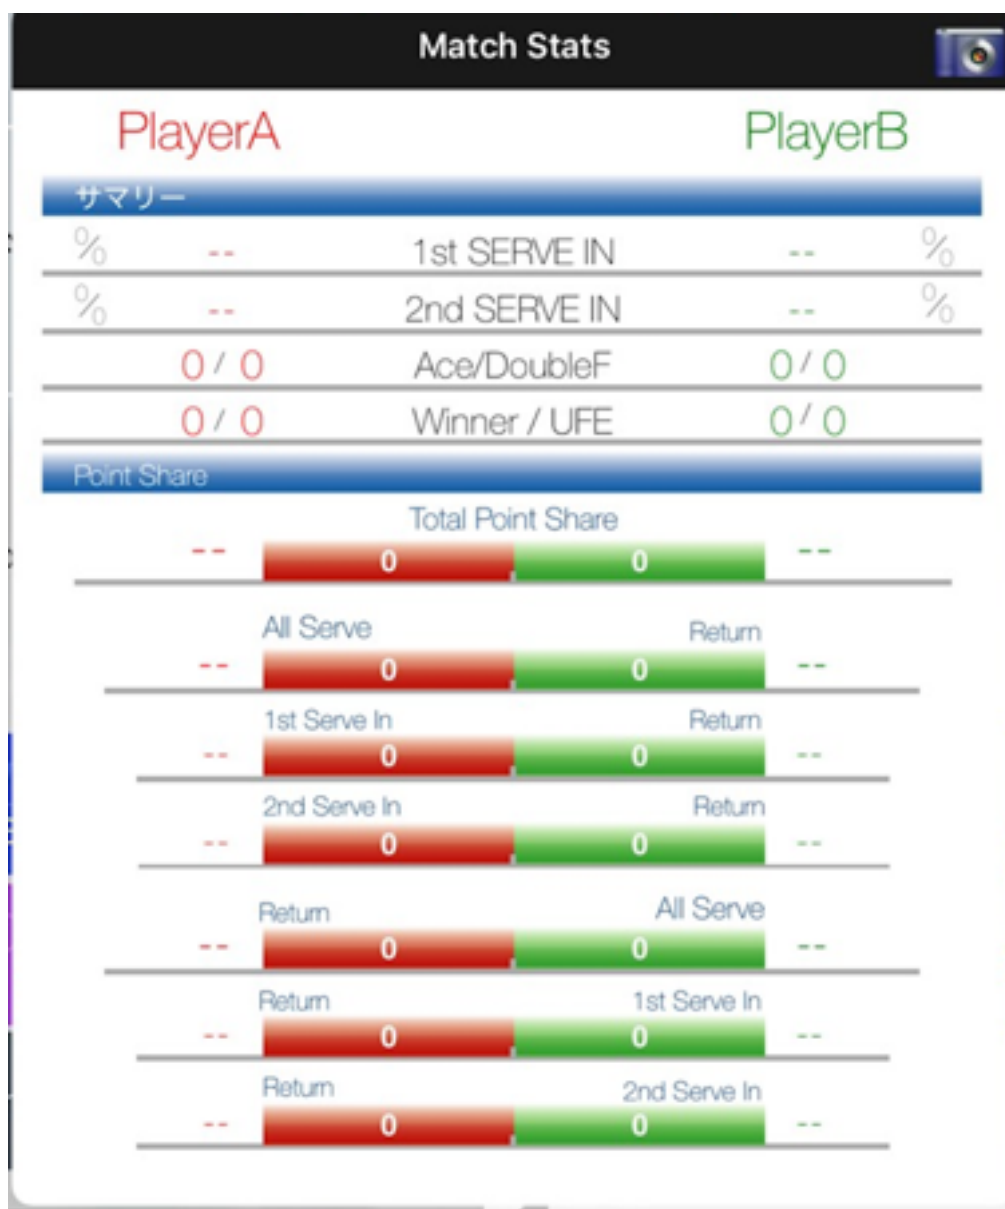 Match Stats
PlayerA PlayerB
サマリー
% -- 1st SERVE IN -- %
% -- 2nd SERVE IN -- %
0 / 0 Ace/DoubleF 0 / 0
0 / 0 Winner / UFE 0 / 0
Point Share
Total Point Share
-- 0 0 --
All Serve Return
-- 0 0 --
1st Serve In Return
-- 0 0 --
2nd Serve In Return
-- 0 0 --
Return All Serve
-- 0 0 --
Return 1st Serve In
-- 0 0 --
Return 2nd Serve In
-- 0 0 --